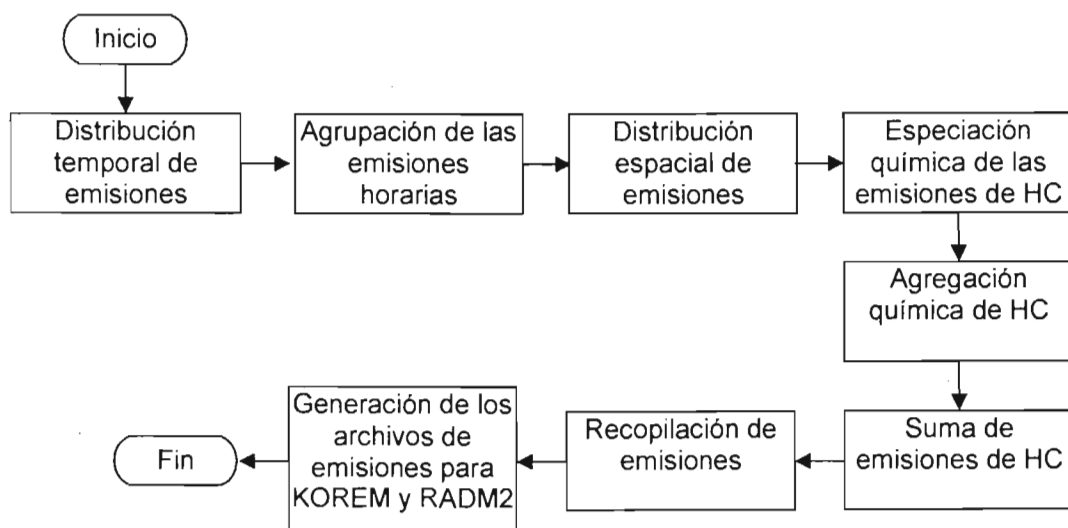 Inicio
Distribución
temporal de
emisiones
Agrupación de las
emisiones
horarias
Distribución
espacial de
emisiones
Especiación
química de las
emisiones de HC
Agregación
química de HC
Suma de
emisiones de HC
Recopilación de
emisiones
Generación de los
archivos de
emisiones para
KOREM y RADM2
Fin